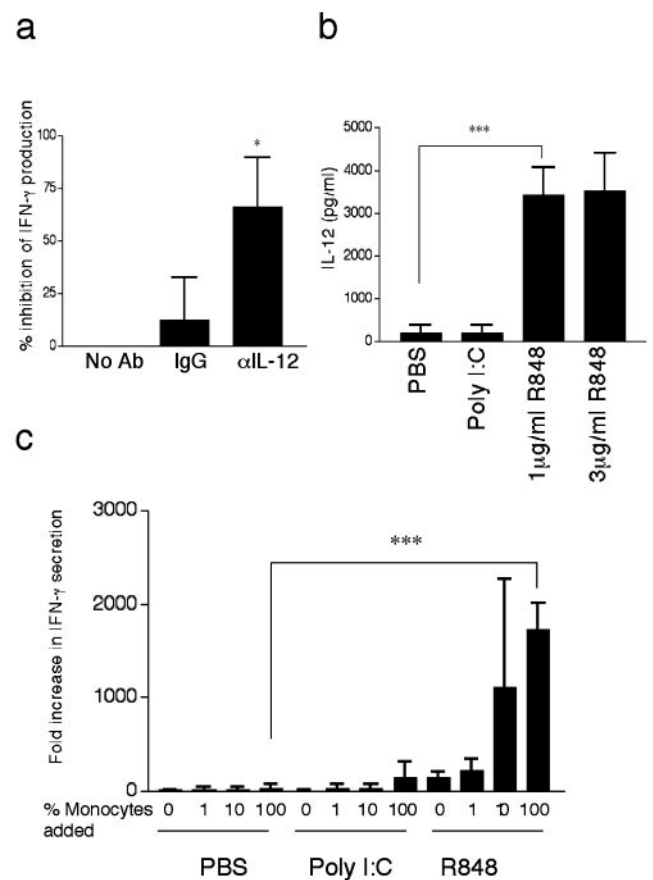 a
% inhibition of IFN-γ production
100
75
50
25
0
*
No Ab IgG αIL-12
b
IL-12 (pg/ml)
5000
4000
3000
2000
1000
0
***
PBS
Poly I:C
1μg/ml R848
3μg/ml R848
c
Fold increase in IFN-γ secretion
3000
2000
1000
0
***
% Monocytes added
0 1 10 100 0 1 10 100 0 1 10 100
PBS Poly I:C R848